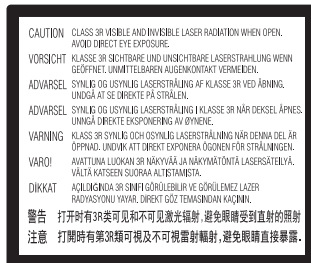 CAUTION CLASS 3R VISIBLE AND INVISIBLE LASER RADIATION WHEN OPEN.
AVOID DIRECT EYE EXPOSURE.
VORSICHT KLASSE 3R SICHTBARE UND UNSICHTBARE LASERSTRAHLUNG WENN
GEÖFFNET. UNMITTELBAREN AUGENKONTAKT VERMEIDEN.
ADVARSEL SYNLIG OG USYNLIG LASERSTRÅLING AF KLASSE 3R VED ÅBNING.
UNDGÅ AT SE DIREKTE PÅ STRÅLEN.
ADVARSEL SYNLIG OG USYNLIG LASERSTRÅLING I KLASSE 3R NÅR DEKSEL ÅPNES.
UNNGÅ DIREKTE EKSPONERING AV ØYNENE.
VARNING KLASS 3R SYNLIG OCH OSYNLIG LASERSTRÅLNING NÄR DENNA DEL ÄR
ÖPPNAD. UNDVIK ATT DIREKT EXPONERA ÖGONEN FÖR STRÅLNINGEN.
VARO! AVATTUNA LUOKAN 3R NÄKYVÄÄ JA NÄKYMÄTÖNTÄ LASERSÄTEILYÄ.
VÄLTÄ KATSEEN SUORAA ALTISTAMISTA.
DİKKAT AÇILDIĞINDA 3R SINIFI GÖRÜLEBİLİR VE GÖRÜLEMEZ LAZER
RADYASYONU YAYAR. DİREKT GÖZ TEMASINDAN KAÇININ.
警告 打开时有3R类可见和不可见激光辐射,避免眼睛受到直射的照射
注意 打開時有第3R類可視及不可視雷射輻射,避免眼睛直接暴露。